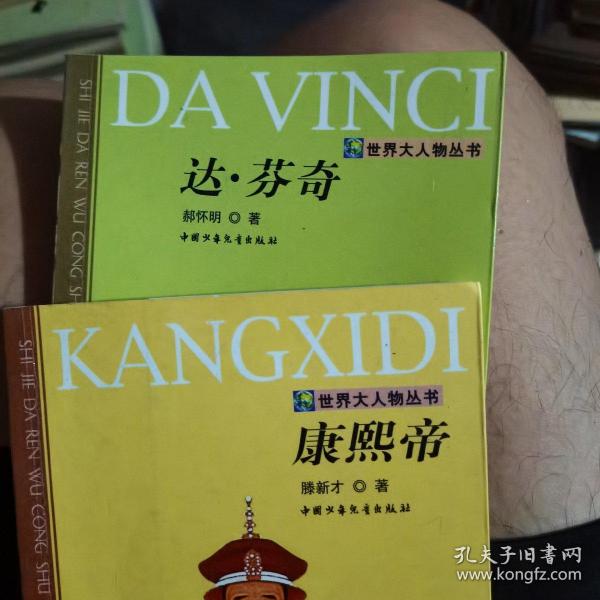 DA VINCI
世界大人物丛书
达·芬奇
郝怀明 ◎ 著
中国少年儿童出版社
SHI JIE DA REN WU CONG SH
KANGXIDI
世界大人物丛书
康熙帝
滕新才 ◎ 著
中国少年儿童出版社
SHI JIE DA REN WU CONG SHU
孔夫子旧书网
www.kongfz.com